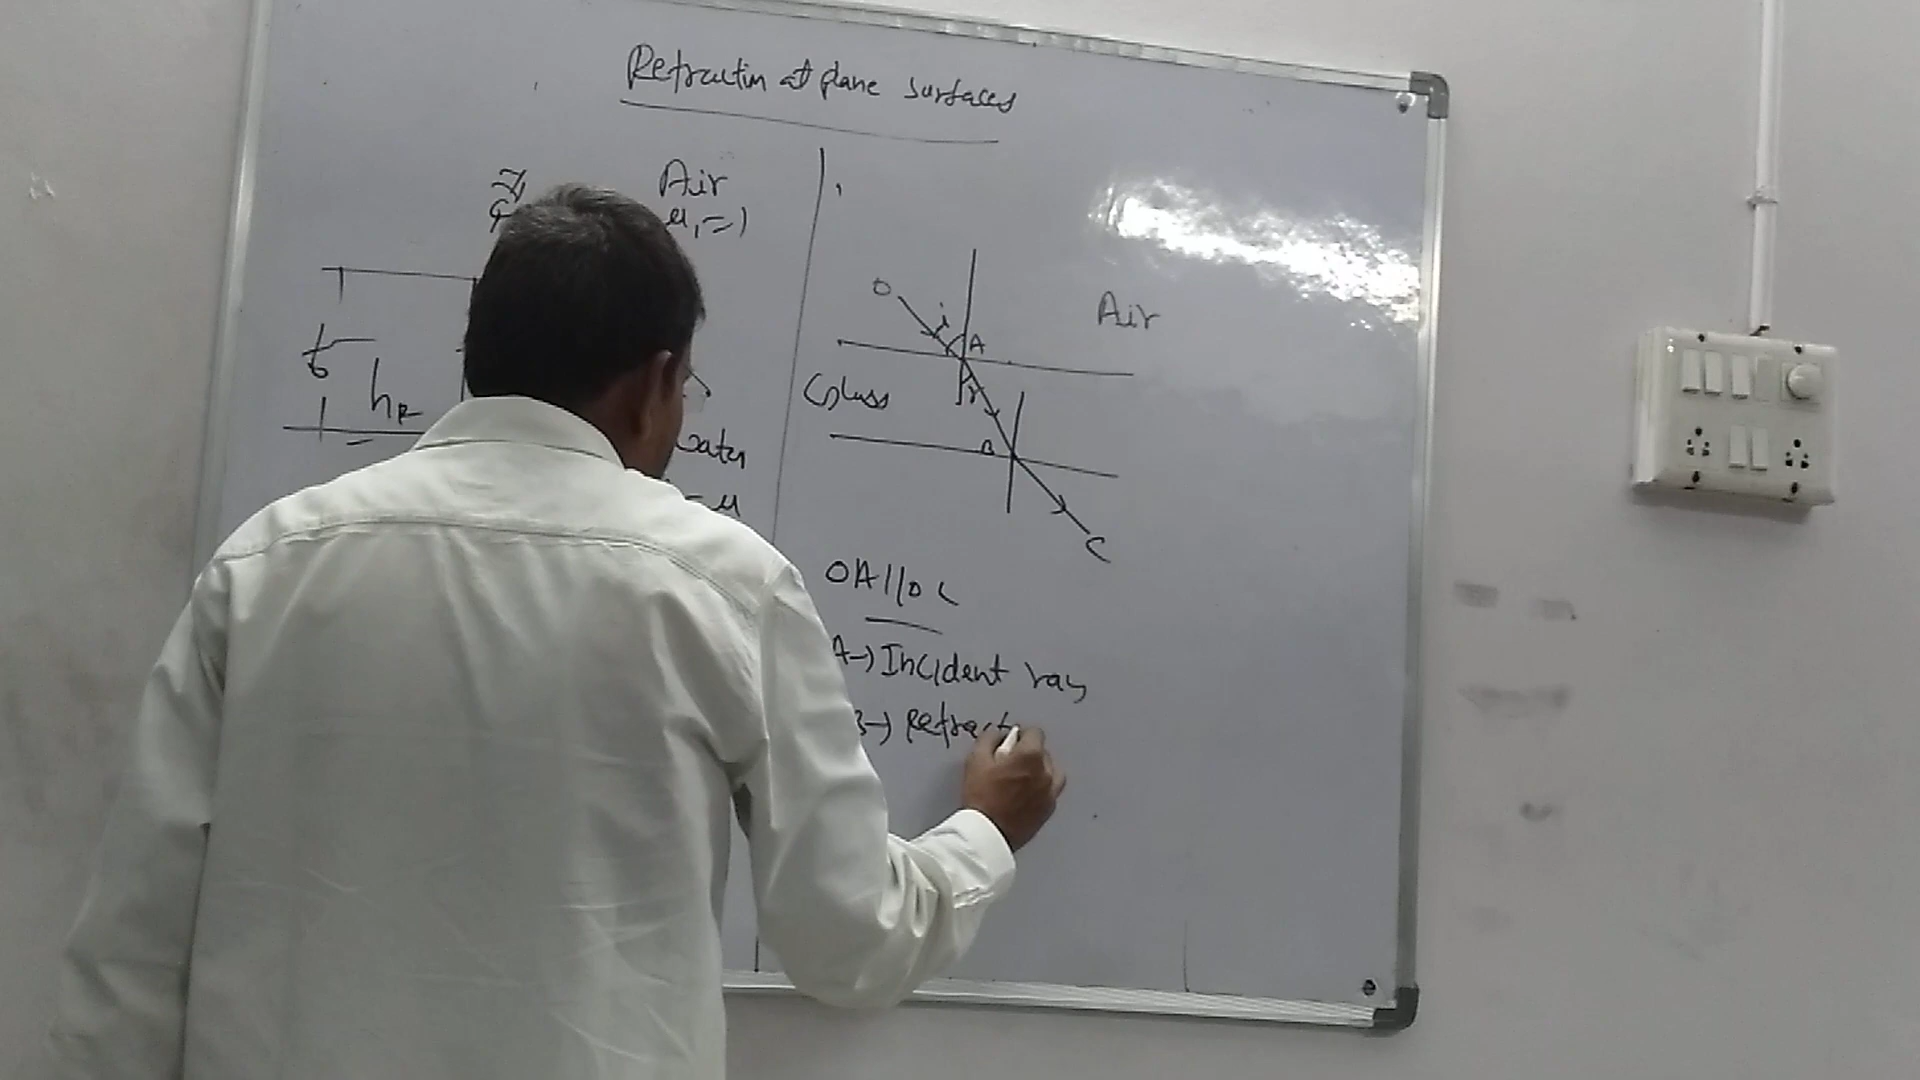 Refraction at plane surfaces
Air
μ₁=1
hR
water
=μ
O
i
A
Air
Glass
r
B
C
OA||BC
A→Incident ray
B→Refract